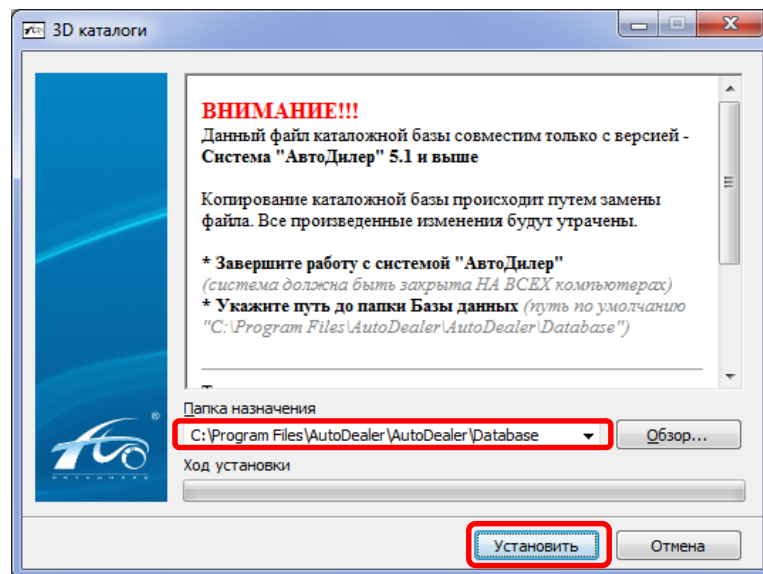 3D каталоги
ВНИМАНИЕ!!!
Данный файл каталожной базы совместим только с версией -
Система "АвтоДилер" 5.1 и выше
Копирование каталожной базы происходит путем замены
файла. Все произведенные изменения будут утрачены.
* Завершите работу с системой "АвтоДилер"
(система должна быть закрыта НА ВСЕХ компьютерах)
* Укажите путь до папки Базы данных (путь по умолчанию
"C:\Program Files\AutoDealer\AutoDealer\Database")
Папка назначения
C:\Program Files\AutoDealer\AutoDealer\Database
Обзор...
Ход установки
Установить
Отмена